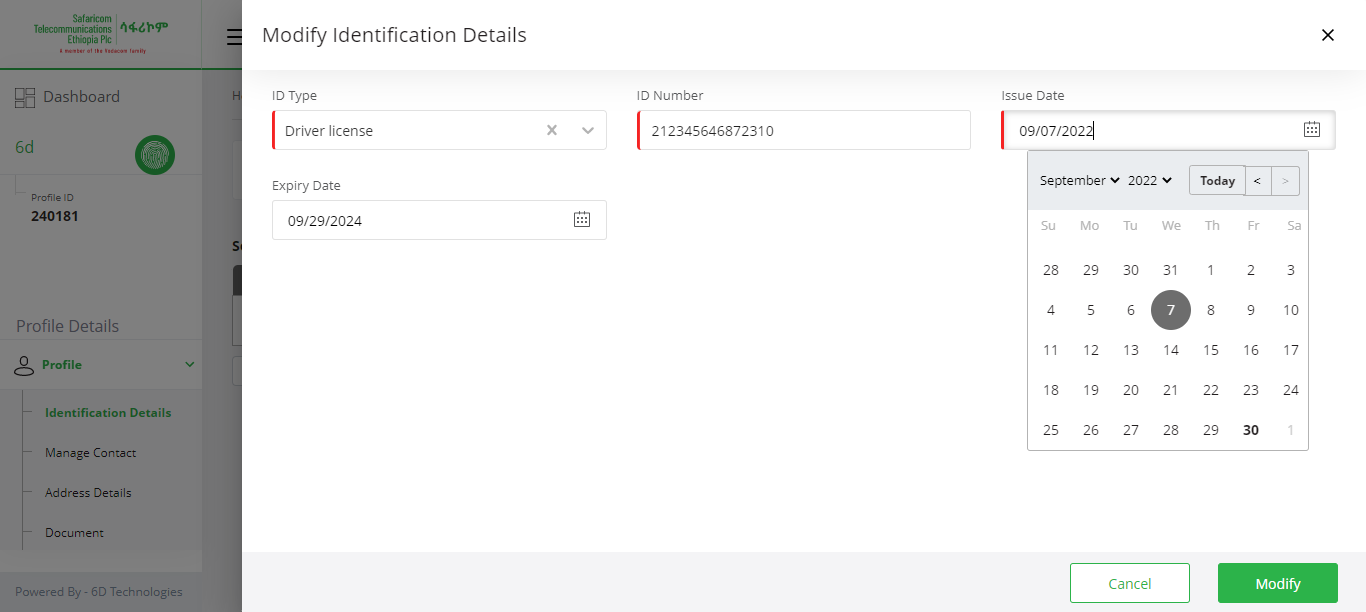 Safaricom
Telecommunications
Ethiopia Plc
ሳፋሪኮም
A member of the Vodacom family
Modify Identification Details
Dashboard
6d
Profile ID
240181
Profile Details
Profile
Identification Details
Manage Contact
Address Details
Document
Powered By - 6D Technologies
ID Type
Driver license
ID Number
212345646872310
Issue Date
09/07/2022
Expiry Date
09/29/2024
September 2022 Today < >
Su Mo Tu We Th Fr Sa
28 29 30 31 1 2 3
4 5 6 7 8 9 10
11 12 13 14 15 16 17
18 19 20 21 22 23 24
25 26 27 28 29 30 1
Cancel Modify